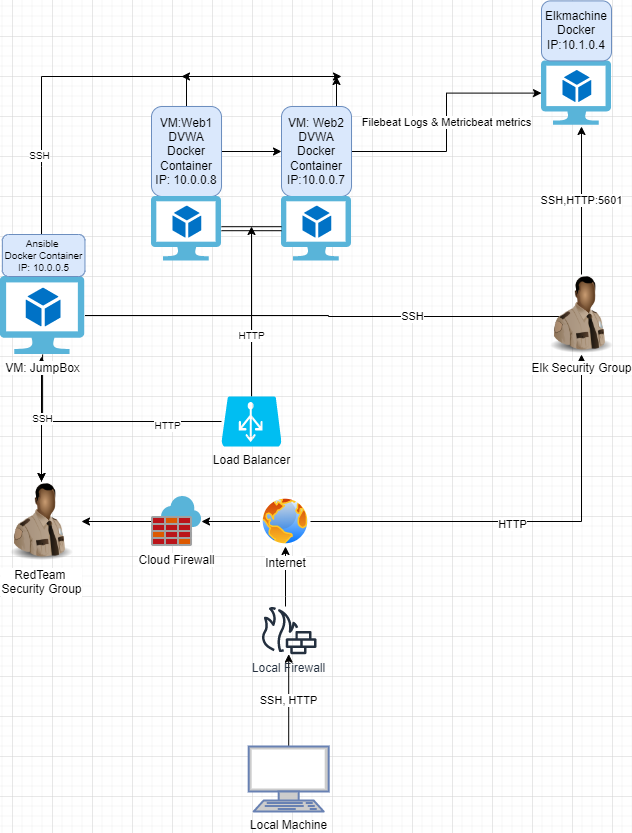 Elkmachine
Docker
IP:10.1.0.4
VM:Web1
DVWA
Docker
Container
IP: 10.0.0.8
VM: Web2
DVWA
Docker
Container
IP:10.0.0.7
Filebeat Logs & Metricbeat metrics
SSH
SSH,HTTP:5601
Ansible
Docker Container
IP: 10.0.0.5
VM: JumpBox
SSH
HTTP
Elk Security Group
SSH
HTTP
Load Balancer
RedTeam
Security Group
Cloud Firewall
Internet
HTTP
Local Firewall
SSH, HTTP
Local Machine